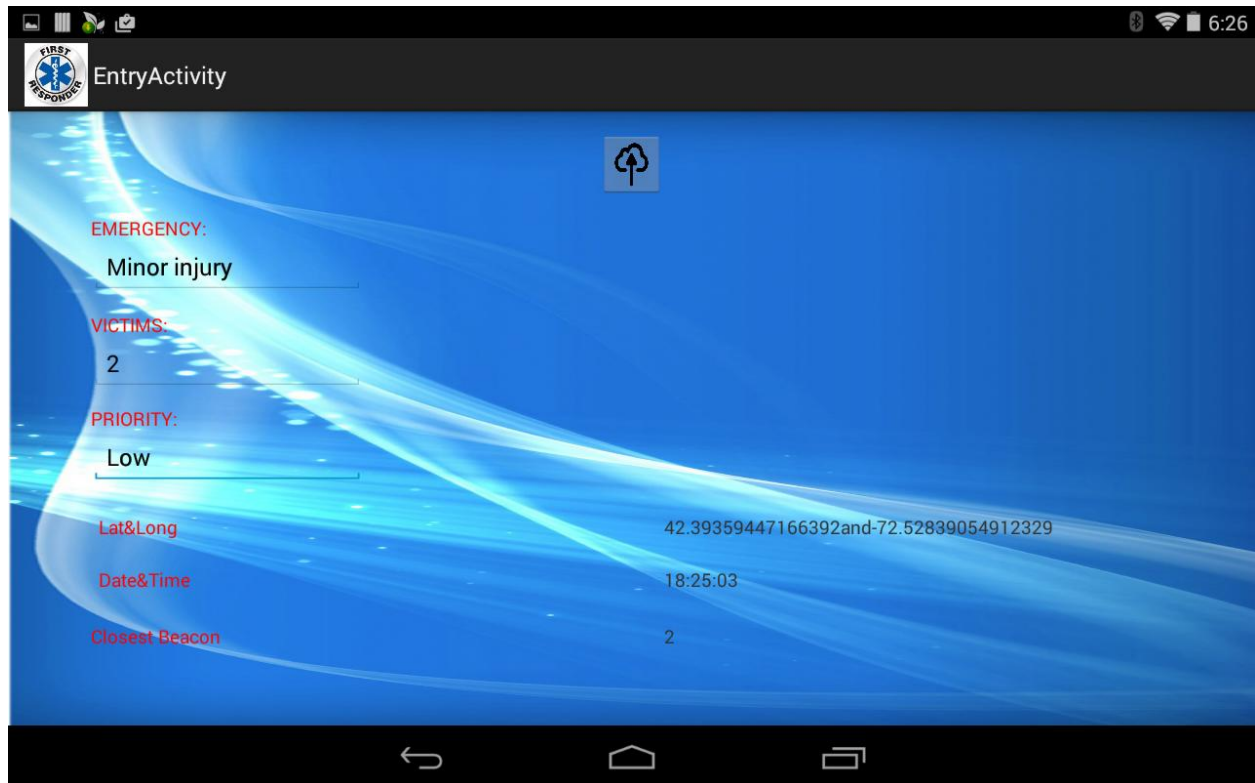 6:26
FIRST
RESPONDER
EntryActivity
EMERGENCY:
Minor injury
VICTIMS:
2
PRIORITY:
Low
Lat&Long 42.39359447166392and-72.52839054912329
Date&Time 18:25:03
Closest Beacon 2